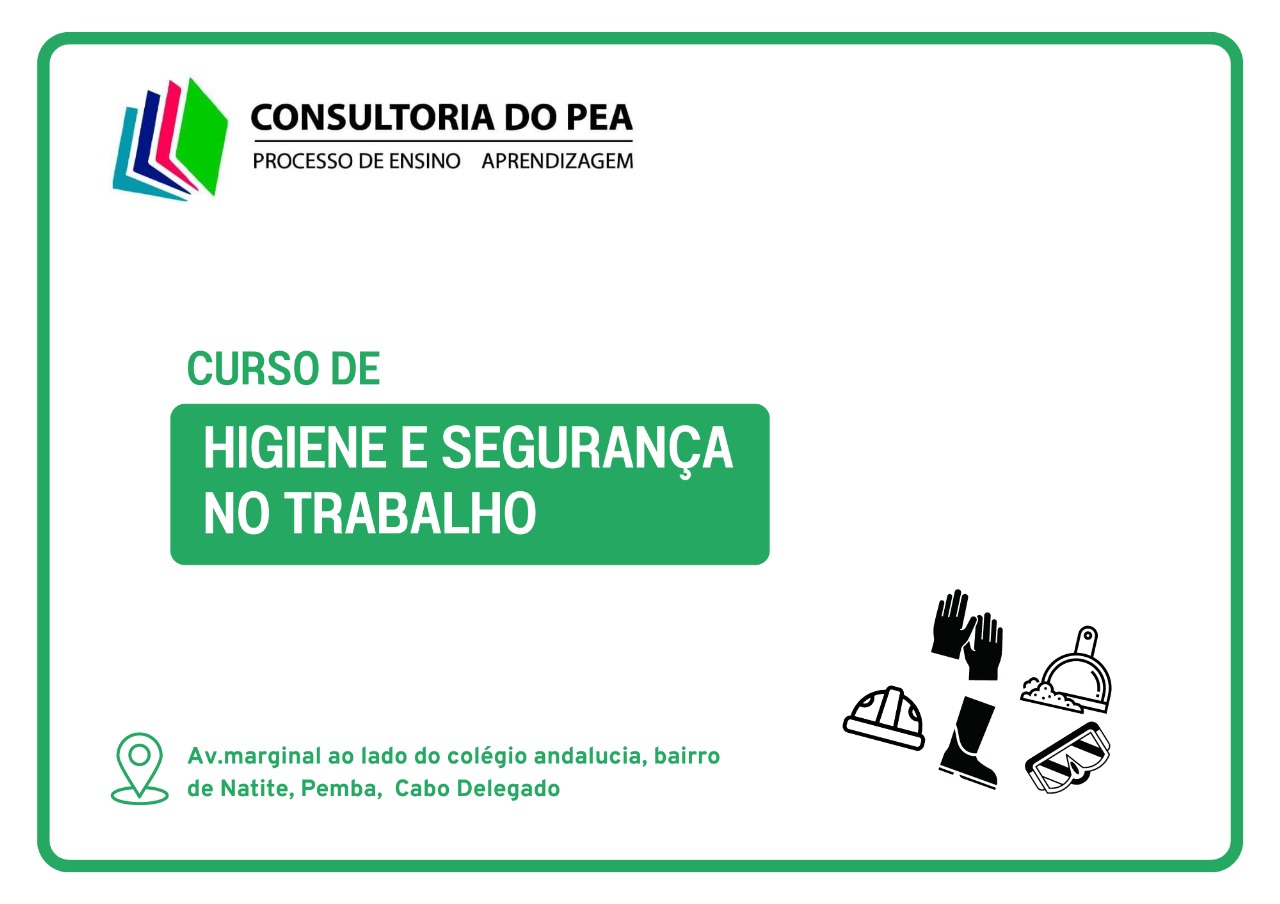 CONSULTORIA DO PEA
PROCESSO DE ENSINO APRENDIZAGEM
CURSO DE
HIGIENE E SEGURANÇA
NO TRABALHO
Av.marginal ao lado do colégio andalucia, bairro
de Natite, Pemba, Cabo Delegado